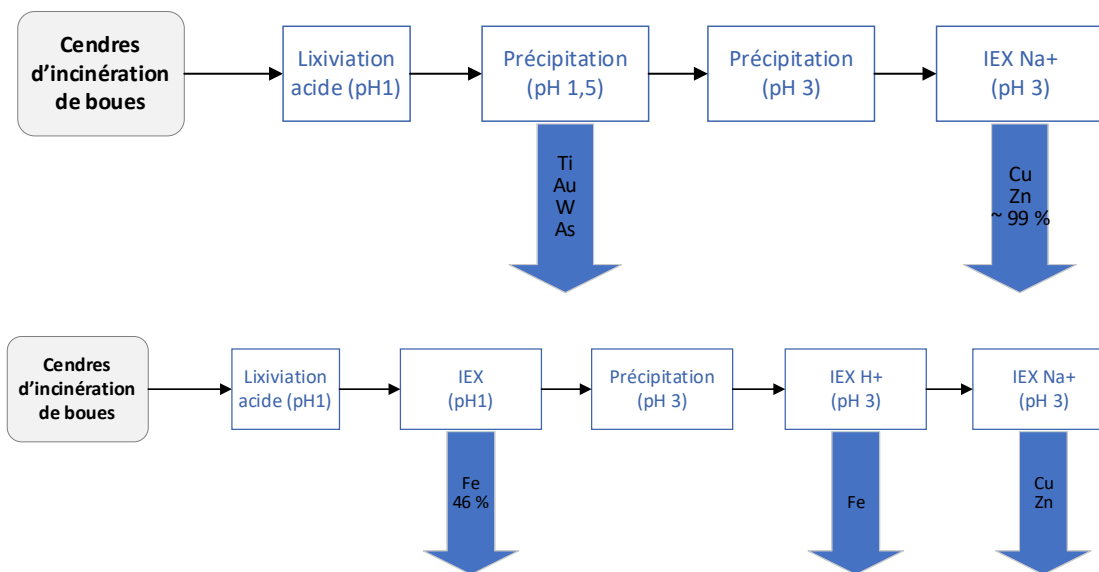 Cendres
d’incinération
de boues
Lixiviation
acide (pH1)
Précipitation
(pH 1,5)
Précipitation
(pH 3)
IEX Na+
(pH 3)
Ti
Au
W
As
Cu
Zn
~ 99 %
Cendres
d’incinération
de boues
Lixiviation
acide (pH1)
IEX
(pH1)
Précipitation
(pH 3)
IEX H+
(pH 3)
IEX Na+
(pH 3)
Fe
46 %
Fe
Cu
Zn